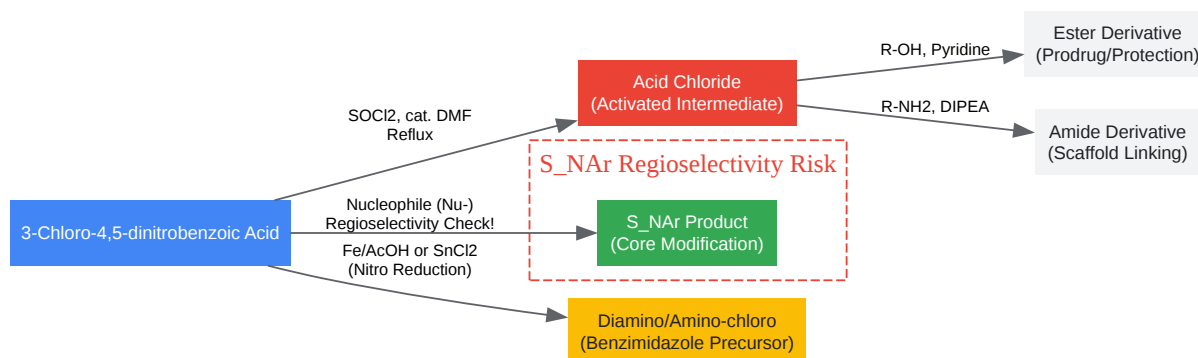 Ester Derivative
(Prodrug/Protection)
R-OH, Pyridine
Acid Chloride
(Activated Intermediate)
R-NH2, DIPEA
SOCl2, cat. DMF
Reflux
Amide Derivative
(Scaffold Linking)
S_NAr Regioselectivity Risk
3-Chloro-4,5-dinitrobenzoic Acid
Nucleophile (Nu-)
Regioselectivity Check!
S_NAr Product
(Core Modification)
Fe/AcOH or SnCl2
(Nitro Reduction)
Diamino/Amino-chloro
(Benzimidazole Precursor)